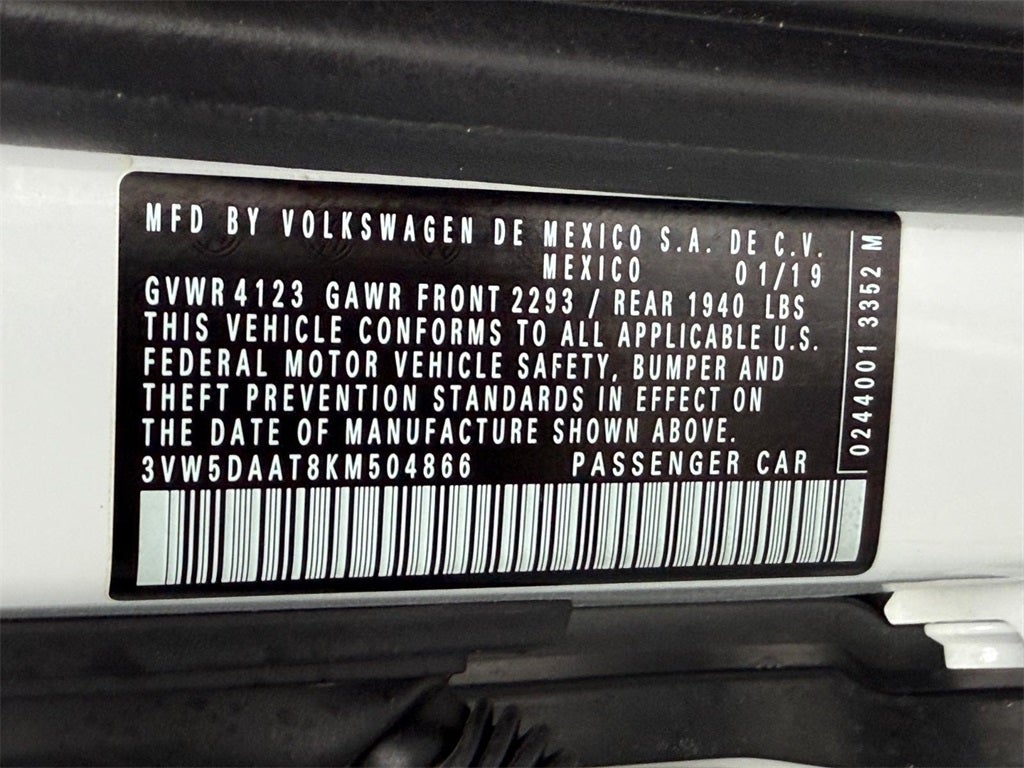 MFD BY VOLKSWAGEN DE MEXICO S.A. DE C.V.
MEXICO 01/19
GVWR 4123 GAWR FRONT 2293 / REAR 1940 LBS
THIS VEHICLE CONFORMS TO ALL APPLICABLE U.S.
FEDERAL MOTOR VEHICLE SAFETY, BUMPER AND
THEFT PREVENTION STANDARDS IN EFFECT ON
THE DATE OF MANUFACTURE SHOWN ABOVE.
3VW5DAAT8KM504866 PASSENGER CAR
0244001 3352 M